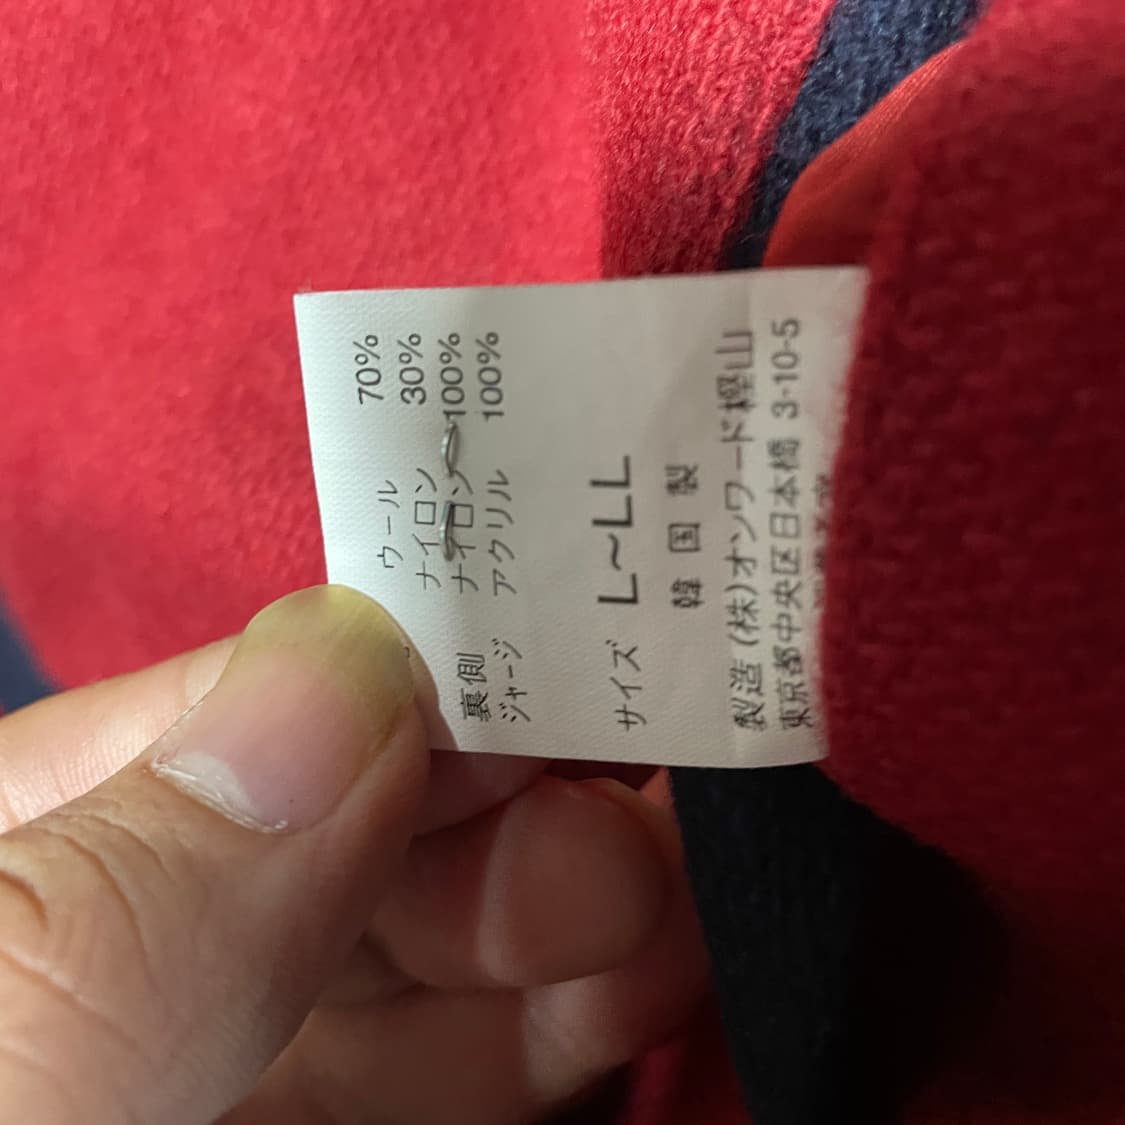 ウール 70%
ナイロン 30%
裏側 ナイロン 100%
ジャージ アクリル 100%
サイズ L~LL
韓国製
製造 (株)オンワード樫山
東京都中央区日本橋 3-10-5